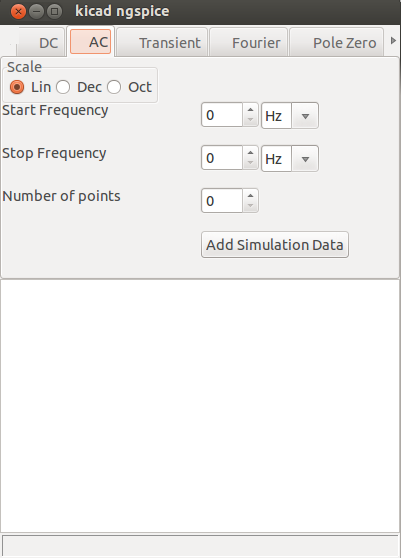 kicad ngspice
DC AC Transient Fourier Pole Zero
Scale
Lin Dec Oct
Start Frequency 0 Hz
Stop Frequency 0 Hz
Number of points 0
Add Simulation Data